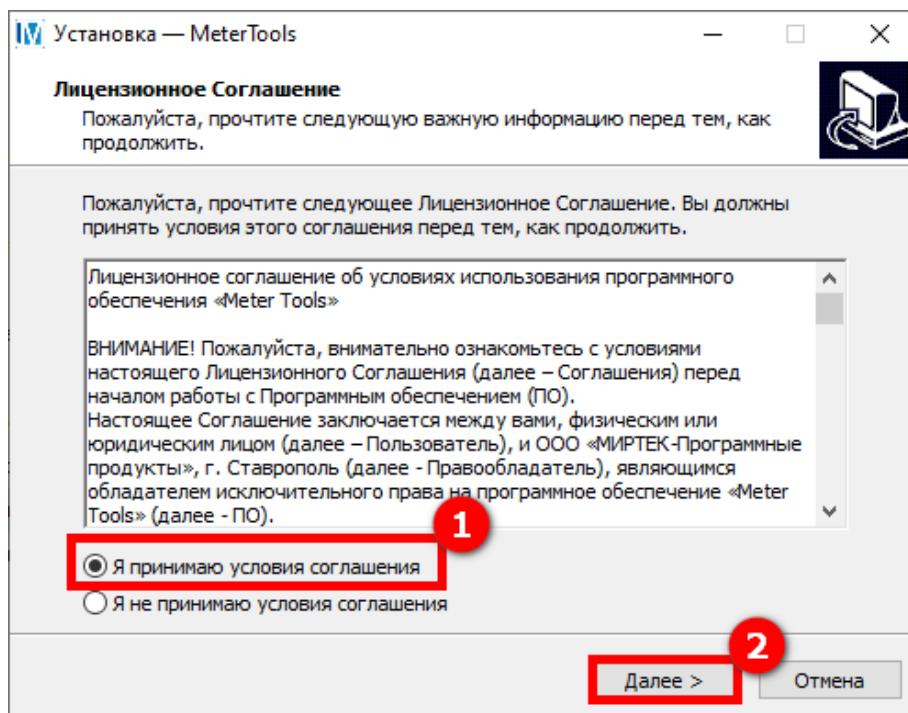 Установка — MeterTools
Лицензионное Соглашение
Пожалуйста, прочтите следующую важную информацию перед тем, как
продолжить.
Пожалуйста, прочтите следующее Лицензионное Соглашение. Вы должны
принять условия этого соглашения перед тем, как продолжить.
Лицензионное соглашение об условиях использования программного
обеспечения «Meter Tools»
ВНИМАНИЕ! Пожалуйста, внимательно ознакомьтесь с условиями
настоящего Лицензионного Соглашения (далее – Соглашения) перед
началом работы с Программным обеспечением (ПО).
Настоящее Соглашение заключается между вами, физическим или
юридическим лицом (далее – Пользователь), и ООО «МИРТЕК-Программные
продукты», г. Ставрополь (далее - Правообладатель), являющимся
обладателем исключительного права на программное обеспечение «Meter
Tools» (далее - ПО).
1
Я принимаю условия соглашения
Я не принимаю условия соглашения
2
Далее >
Отмена